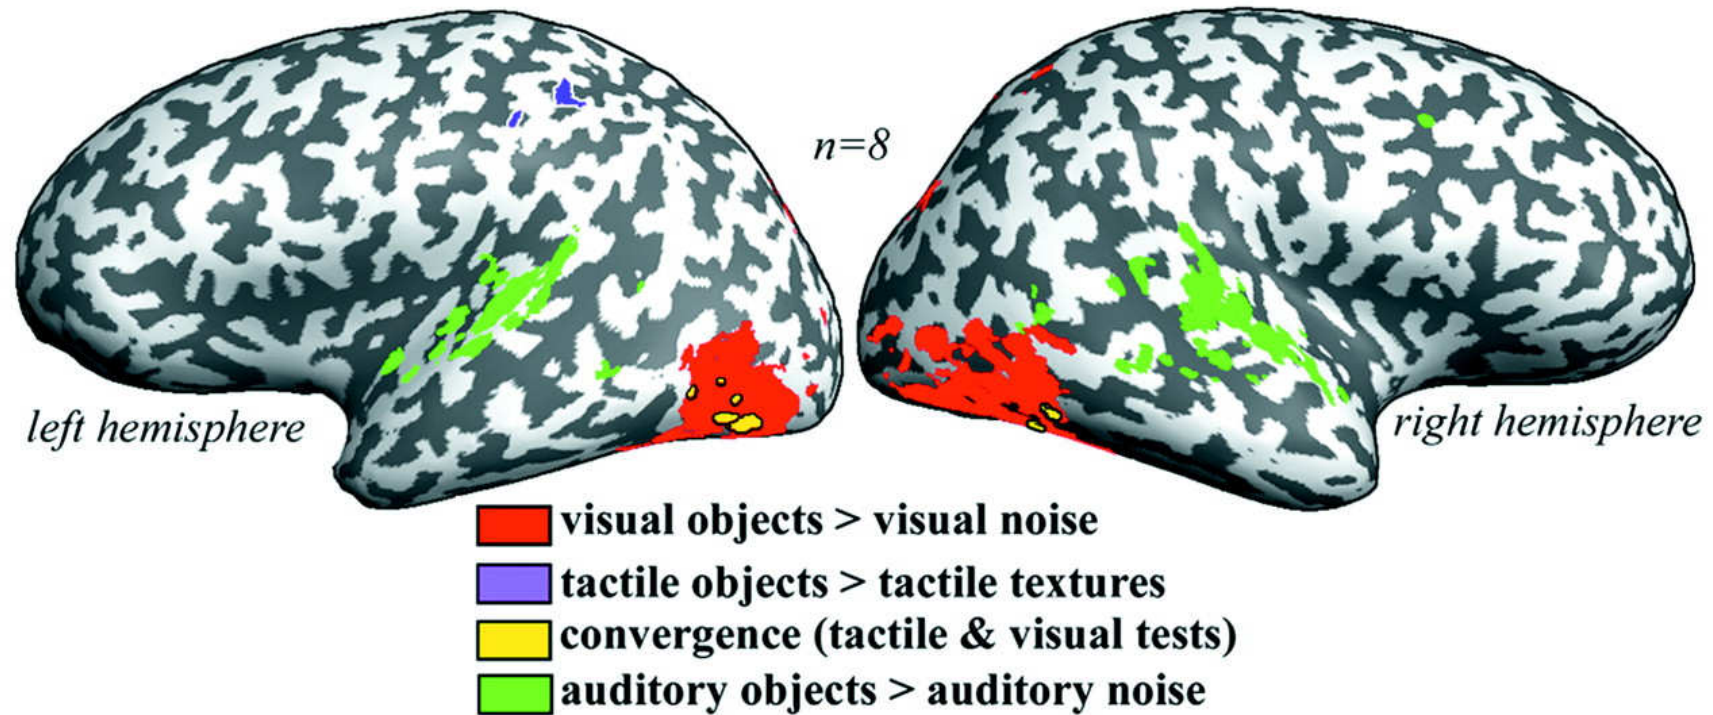 n=8
left hemisphere
right hemisphere
visual objects > visual noise
tactile objects > tactile textures
convergence (tactile & visual tests)
auditory objects > auditory noise